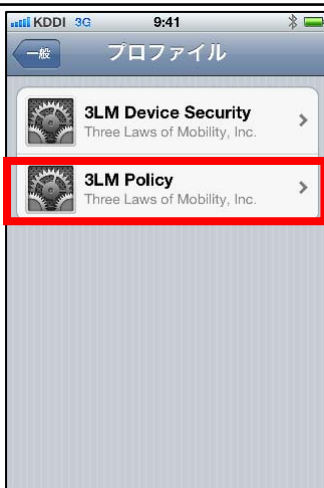 KDDI 3G 9:41
一般 プロファイル
3LM Device Security
Three Laws of Mobility, Inc.
3LM Policy
Three Laws of Mobility, Inc.